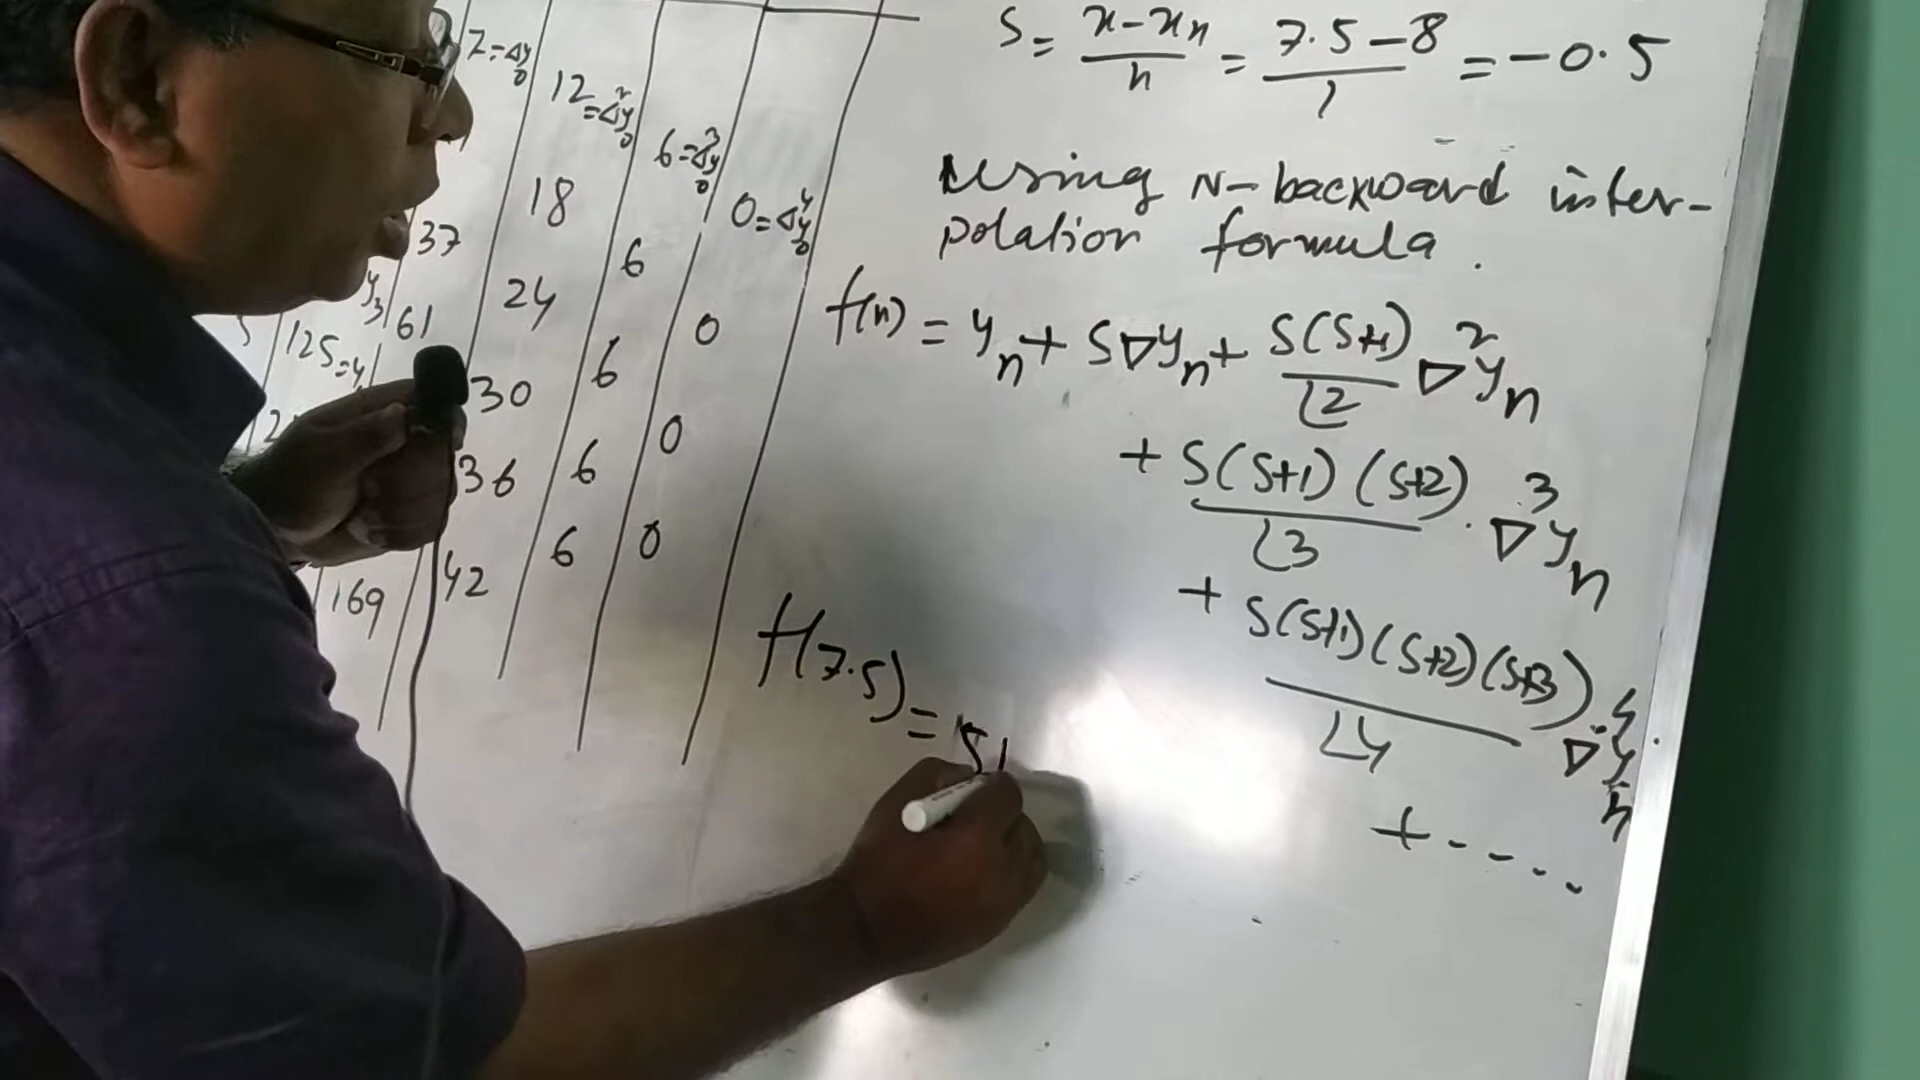 7=Δy₀
12=Δ²y₀
6=Δ³y₀
18
0=Δ⁴y₀
37
6
y₃
24
61
0
125=y
6
30
0
36
6
6
0
42
169
S = x-xₙ/h = 7.5-8/1 = -0.5
Using N-backward inter-
polation formula.
f(x) = yₙ + S∇yₙ + S(S+1)/⌊2 ∇²yₙ
+ S(S+1)(S+2)/⌊3 . ∇³yₙ
+ S(S+1)(S+2)(S+3)/⌊4 . ∇⁴yₙ
+ ----
f(7.5) = 51